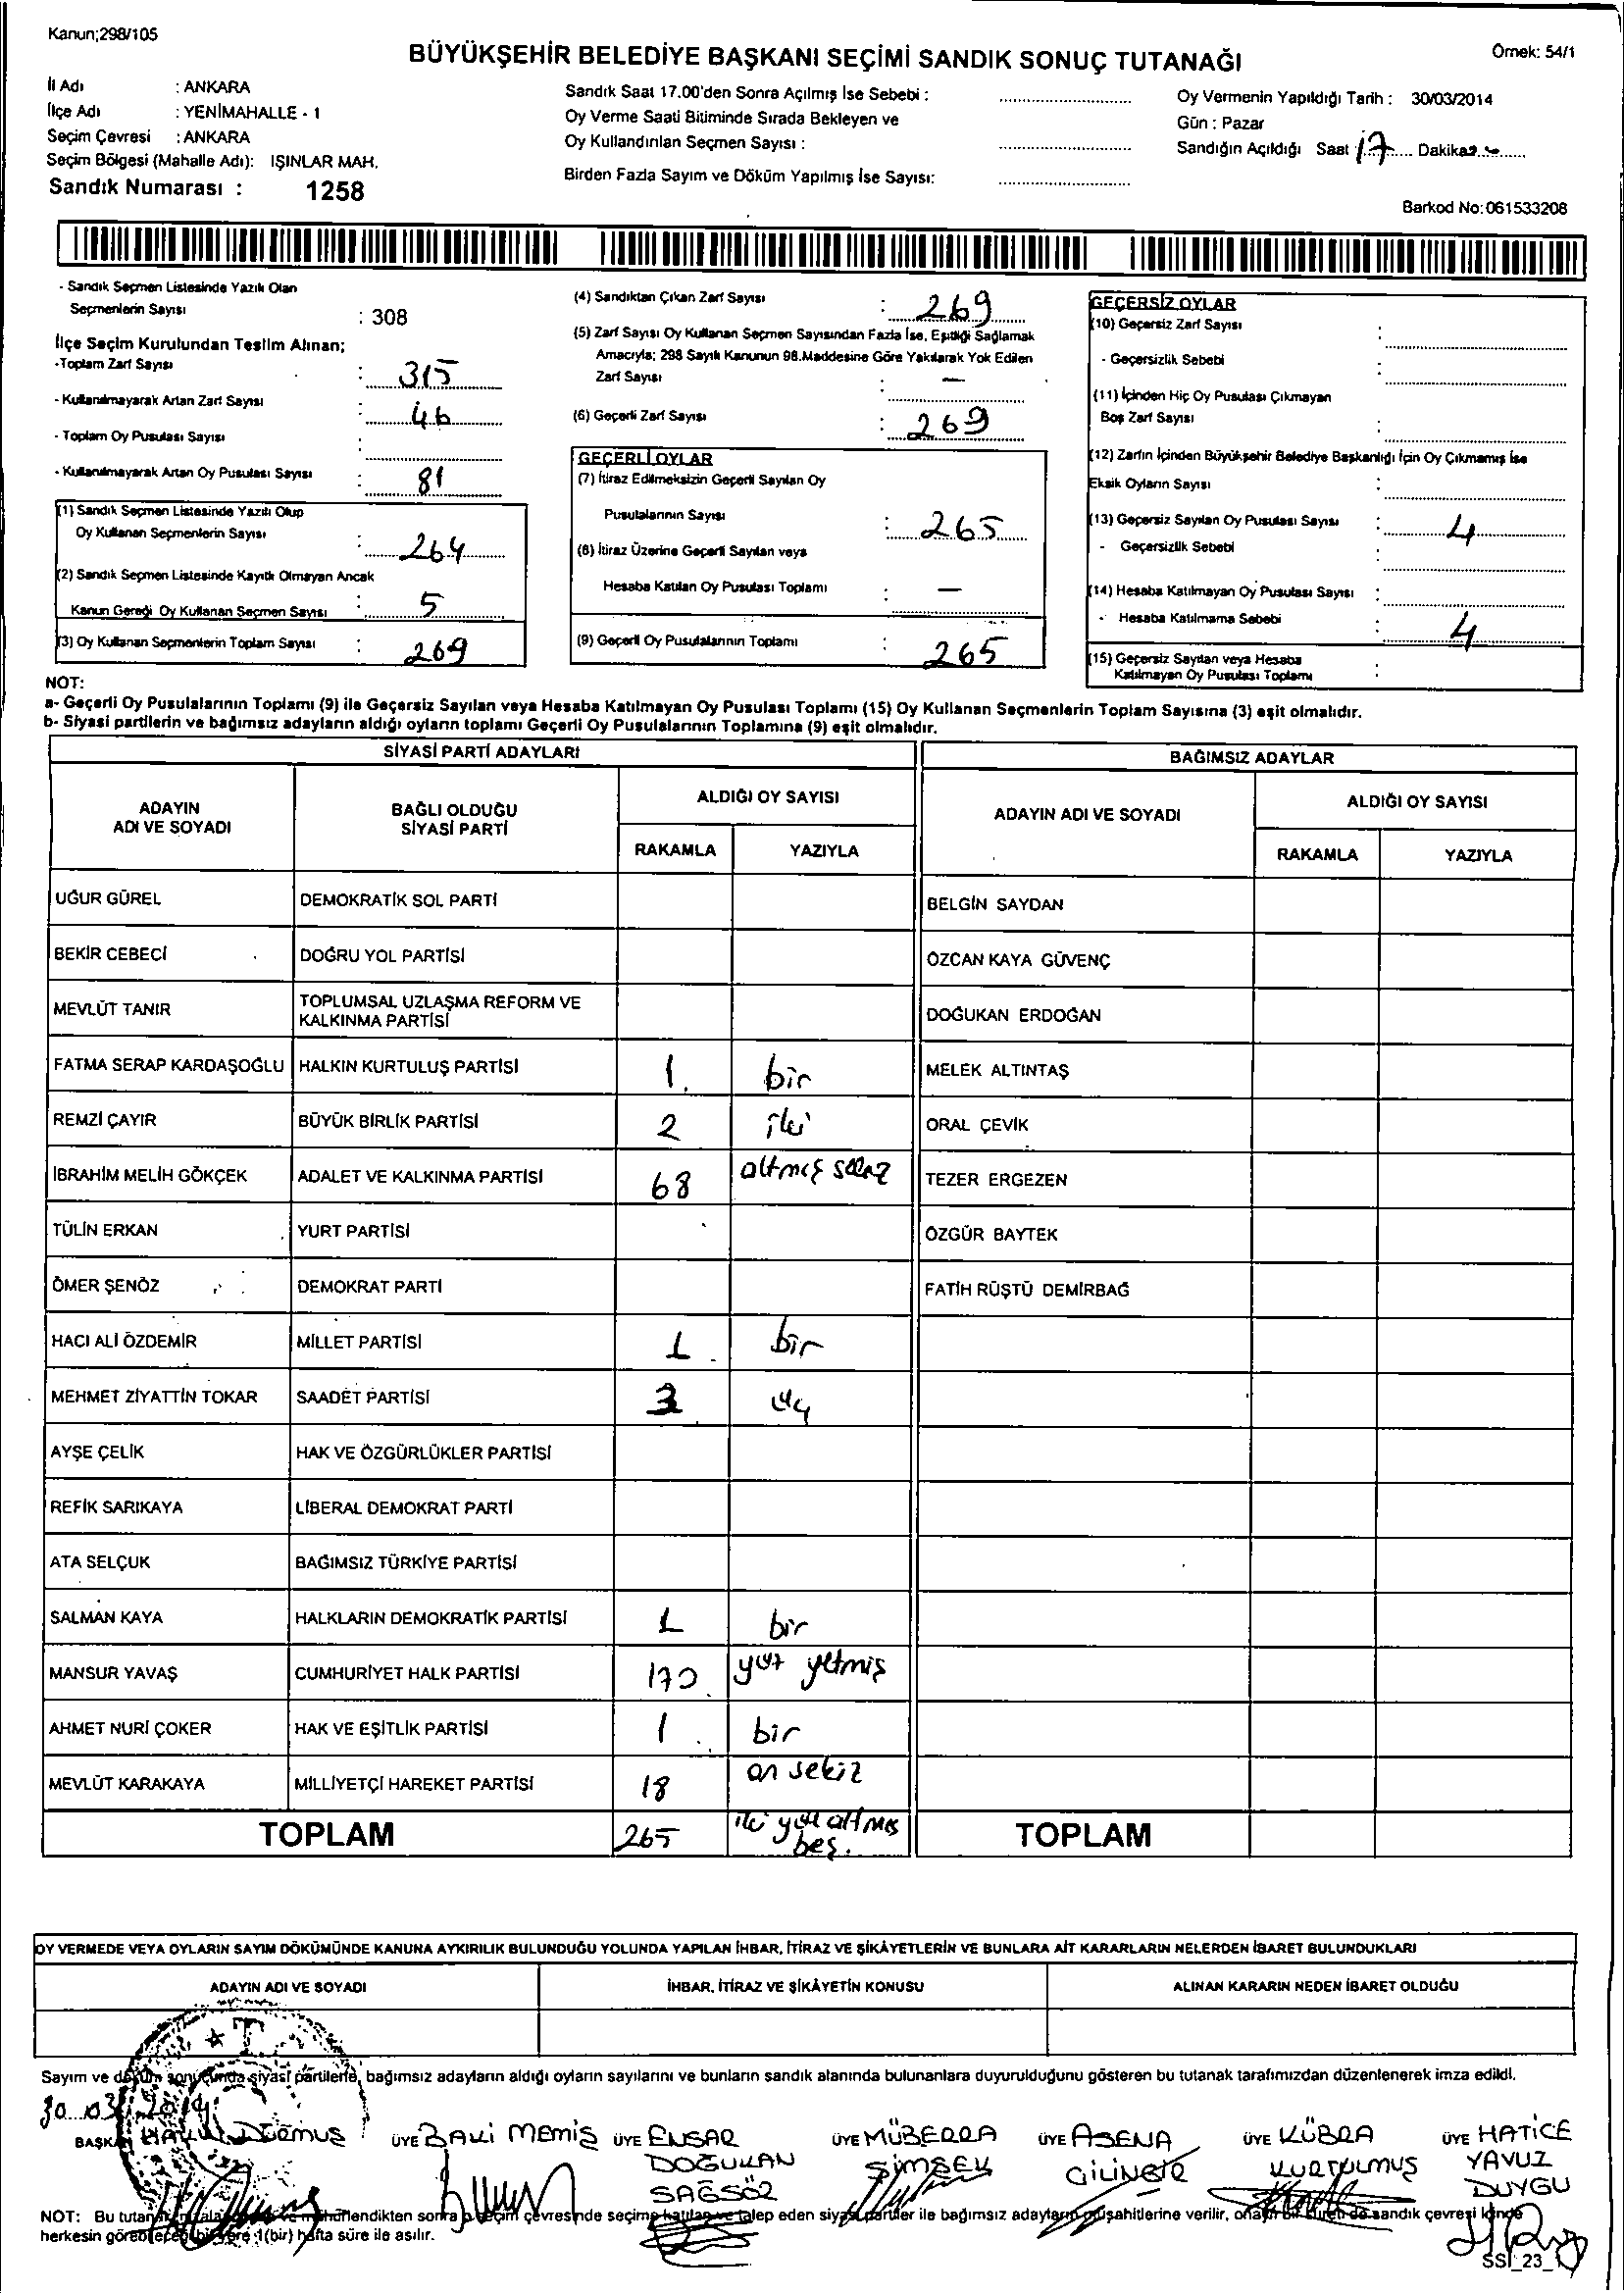 Kanun;298/105
BÜYÜKŞEHİR BELEDİYE BAŞKANI SEÇİMİ SANDIK SONUÇ TUTANAĞI
Örnek: 54/1
İl Adı : ANKARA
İlçe Adı : YENİMAHALLE - 1
Seçim Çevresi : ANKARA
Seçim Bölgesi (Mahalle Adı): IŞINLAR MAH.
Sandık Numarası : 1258
Sandık Saat 17.00'den Sonra Açılmış İse Sebebi :
Oy Verme Saati Bitiminde Sırada Bekleyen ve
Oy Kullandırılan Seçmen Sayısı :
Birden Fazla Sayım ve Döküm Yapılmış İse Sayısı:
Oy Vermenin Yapıldığı Tarih : 30/03/2014
Gün : Pazar
Sandığın Açıldığı Saat 17 Dakika
Barkod No:061533208
- Sandık Seçmen Listesinde Yazılı Olan
Seçmenlerin Sayısı : 308
İlçe Seçim Kurulundan Teslim Alınan;
-Toplam Zarf Sayısı : 315
- Kullanılmayarak Artan Zarf Sayısı : 46
- Toplam Oy Pusulası Sayısı :
- Kullanılmayarak Artan Oy Pusulası Sayısı : 81
(1) Sandık Seçmen Listesinde Yazılı Olup
Oy Kullanan Seçmenlerin Sayısı : 264
(2) Sandık Seçmen Listesinde Kayıtlı Olmayan Ancak
Kanun Gereği Oy Kullanan Seçmen Sayısı : 5
(3) Oy Kullanan Seçmenlerin Toplam Sayısı : 269
(4) Sandıktan Çıkan Zarf Sayısı : 269
(5) Zarf Sayısı Oy Kullanan Seçmen Sayısından Fazla İse, Eşitliği Sağlamak
Amacıyla; 298 Sayılı Kanunun 98.Maddesine Göre Yakılarak Yok Edilen
Zarf Sayısı : —
(6) Geçerli Zarf Sayısı : 269
GEÇERLİ OYLAR
(7) İtiraz Edilmeksizin Geçerli Sayılan Oy
Pusulalarının Sayısı : 265
(8) İtiraz Üzerine Geçerli Sayılan veya
Hesaba Katılan Oy Pusulası Toplamı : —
(9) Geçerli Oy Pusulalarının Toplamı : 265
GEÇERSİZ OYLAR
(10) Geçersiz Zarf Sayısı :
- Geçersizlik Sebebi :
(11) İçinden Hiç Oy Pusulası Çıkmayan
Boş Zarf Sayısı :
(12) Zarfın İçinden Büyükşehir Belediye Başkanlığı İçin Oy Çıkmamış İse
Eksik Oyların Sayısı :
(13) Geçersiz Sayılan Oy Pusulası Sayısı : 4
- Geçersizlik Sebebi :
(14) Hesaba Katılmayan Oy Pusulası Sayısı :
- Hesaba Katılmama Sebebi : 4
(15) Geçersiz Sayılan veya Hesaba
Katılmayan Oy Pusulası Toplamı :
NOT:
a- Geçerli Oy Pusulalarının Toplamı (9) ile Geçersiz Sayılan veya Hesaba Katılmayan Oy Pusulası Toplamı (15) Oy Kullanan Seçmenlerin Toplam Sayısına (3) eşit olmalıdır.
b- Siyasi partilerin ve bağımsız adayların aldığı oyların toplamı Geçerli Oy Pusulalarının Toplamına (9) eşit olmalıdır.
SİYASİ PARTİ ADAYLARI
ADAYIN ADI VE SOYADI
BAĞLI OLDUĞU SİYASİ PARTİ
ALDIĞI OY SAYISI
RAKAMLA YAZIYLA
UĞUR GÜREL DEMOKRATİK SOL PARTİ
BEKİR CEBECİ DOĞRU YOL PARTİSİ
MEVLÜT TANIR TOPLUMSAL UZLAŞMA REFORM VE
KALKINMA PARTİSİ
FATMA SERAP KARDAŞOĞLU HALKIN KURTULUŞ PARTİSİ 1 bir
REMZİ ÇAYIR BÜYÜK BİRLİK PARTİSİ 2 iki
İBRAHİM MELİH GÖKÇEK ADALET VE KALKINMA PARTİSİ 68 altmış sekiz
TÜLİN ERKAN YURT PARTİSİ
ÖMER ŞENÖZ DEMOKRAT PARTİ
HACI ALİ ÖZDEMİR MİLLET PARTİSİ 1 bir
MEHMET ZİYATTİN TOKAR SAADET PARTİSİ 3 üç
AYŞE ÇELİK HAK VE ÖZGÜRLÜKLER PARTİSİ
REFİK SARIKAYA LİBERAL DEMOKRAT PARTİ
ATA SELÇUK BAĞIMSIZ TÜRKİYE PARTİSİ
SALMAN KAYA HALKLARIN DEMOKRATİK PARTİSİ 1 bir
MANSUR YAVAŞ CUMHURİYET HALK PARTİSİ 170 yüz yetmiş
AHMET NURİ ÇOKER HAK VE EŞİTLİK PARTİSİ 1 bir
MEVLÜT KARAKAYA MİLLİYETÇİ HAREKET PARTİSİ 18 on sekiz
TOPLAM 265 iki yüz altmış
beş.
BAĞIMSIZ ADAYLAR
ADAYIN ADI VE SOYADI
ALDIĞI OY SAYISI
RAKAMLA YAZIYLA
BELGİN SAYDAN
ÖZCAN KAYA GÜVENÇ
DOĞUKAN ERDOĞAN
MELEK ALTINTAŞ
ORAL ÇEVİK
TEZER ERGEZEN
ÖZGÜR BAYTEK
FATİH RÜŞTÜ DEMİRBAĞ
TOPLAM
OY VERMEDE VEYA OYLARIN SAYIM DÖKÜMÜNDE KANUNA AYKIRILIK BULUNDUĞU YOLUNDA YAPILAN İHBAR, İTİRAZ VE ŞİKÂYETLERİN VE BUNLARA AİT KARARLARIN NELERDEN İBARET BULUNDUKLARI
ADAYIN ADI VE SOYADI
İHBAR, İTİRAZ VE ŞİKÂYETİN KONUSU
ALINAN KARARIN NEDEN İBARET OLDUĞU
Sayım ve döküm sonucunda siyasi partilerle, bağımsız adayların aldığı oyların sayılarını ve bunların sandık alanında bulunanlara duyurulduğunu gösteren bu tutanak tarafımızdan düzenlenerek imza edildi.
30.03.2014
BAŞKAN
ÜYE BAKİ MEMİŞ
ÜYE ENSAR
DOĞUKAN
SAĞSÖZ
ÜYE MÜBERRA
ŞİMŞEK
ÜYE ASENA
ÜYE KÜBRA
KURTULMUŞ
ÜYE HATİCE
YAVUZ
DUYGU
NOT: Bu tutanak mühürlendikten sonra o seçim çevresinde seçime katılan ve talep eden siyasi partiler ile bağımsız adayların müşahitlerine verilir, onaylı bir sureti de sandık çevresi içinde
herkesin görebileceği bir yere 1(bir) hafta süre ile asılır.